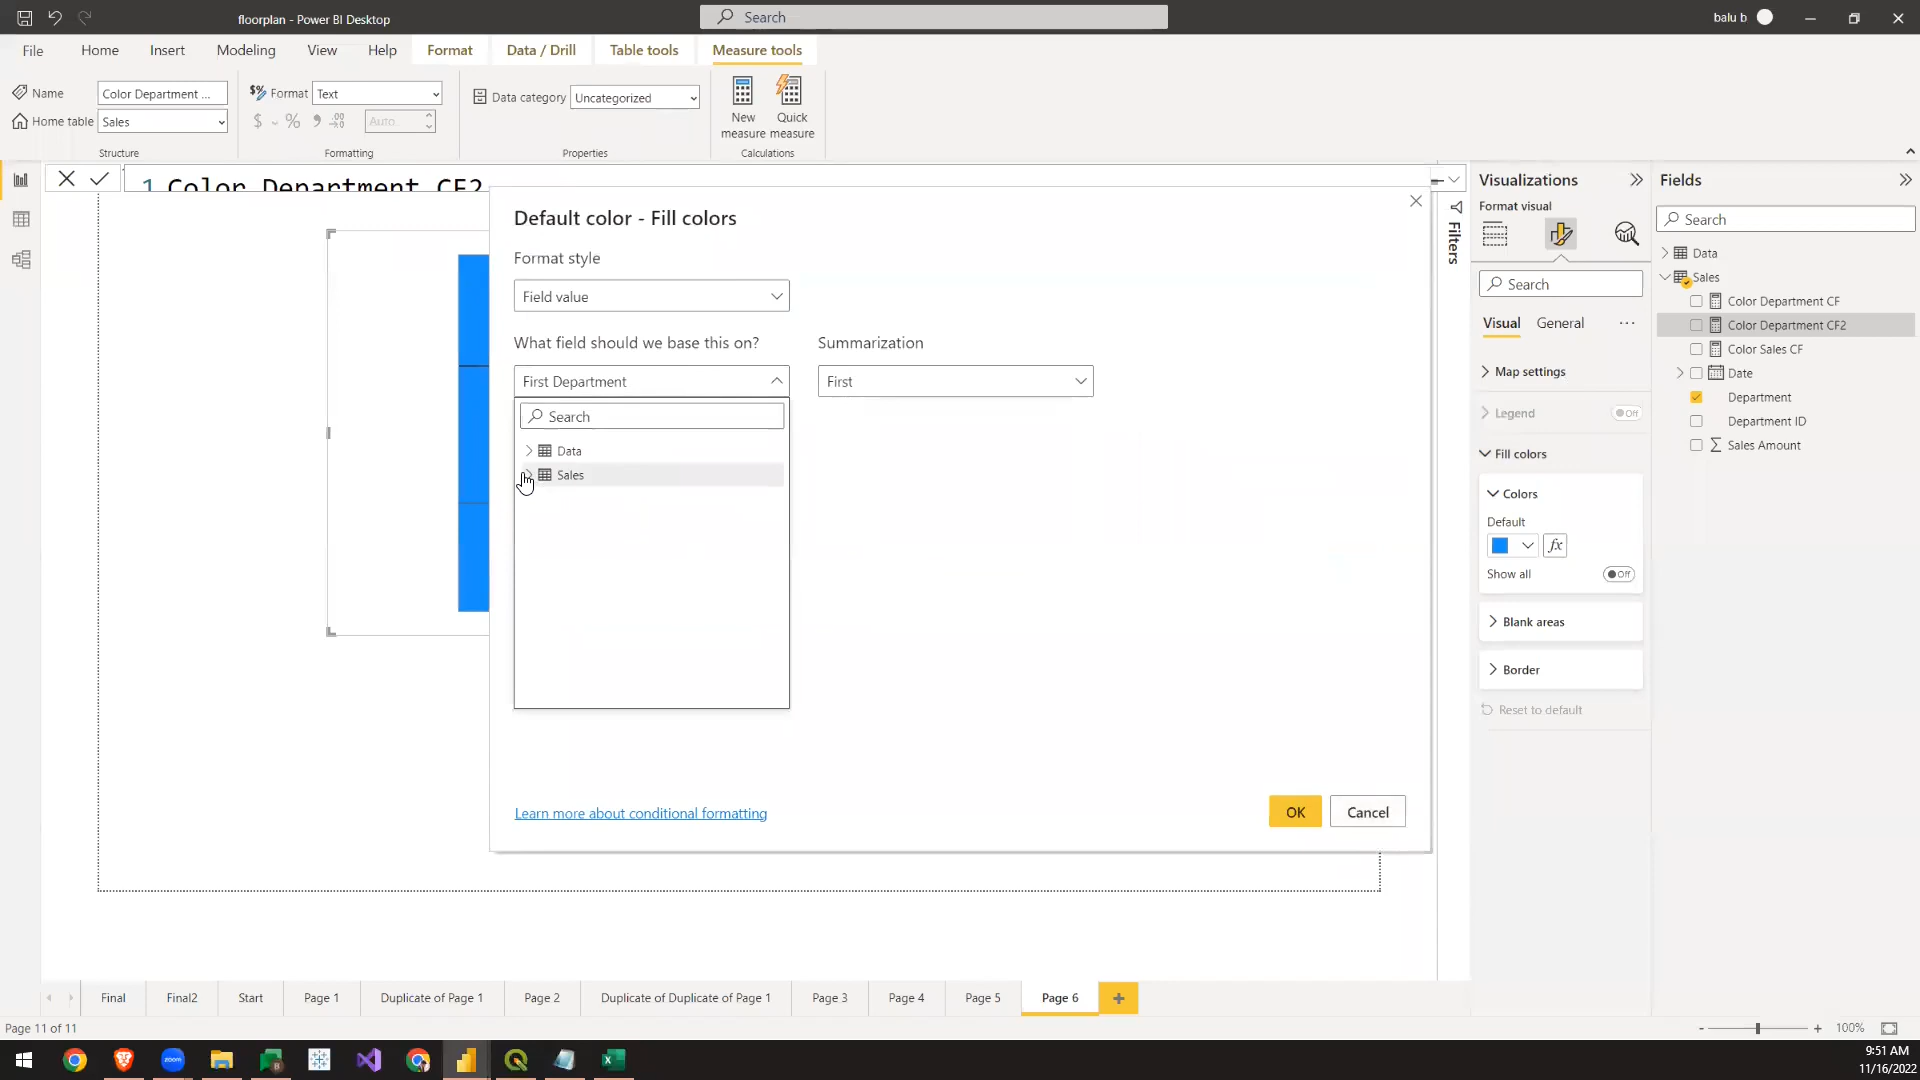 floorplan - Power BI Desktop
Search
balu b
File
Home
Insert
Modeling
View
Help
Format
Data / Drill
Table tools
Measure tools
Name
Color Department ...
Home table
Sales
Structure
$% Format
Text
$ % 9 .00
Auto
Formatting
Data category
Uncategorized
Properties
New measure
Quick measure
Calculations
1 Color Department CF2
Default color - Fill colors
Format style
Field value
What field should we base this on?
Summarization
First Department
First
Search
Data
Sales
Learn more about conditional formatting
OK
Cancel
Filters
Visualizations
Format visual
Search
Visual
General
...
Map settings
Legend
Off
Fill colors
Colors
Default
fx
Show all
Off
Blank areas
Border
Reset to default
Fields
Search
Data
Sales
Color Department CF
Color Department CF2
Color Sales CF
Date
Department
Department ID
Σ Sales Amount
Final
Final2
Start
Page 1
Duplicate of Page 1
Page 2
Duplicate of Duplicate of Page 1
Page 3
Page 4
Page 5
Page 6
+
Page 11 of 11
- + 100%
zoom
9:51 AM
11/16/2022